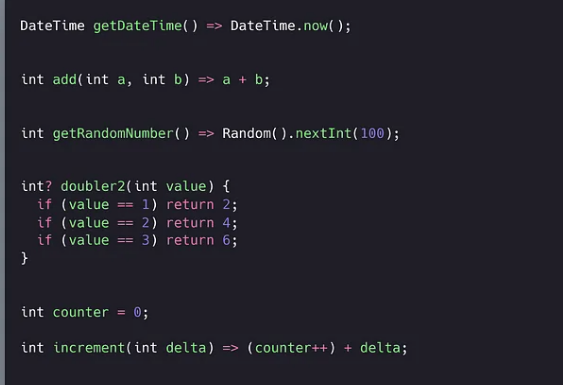 DateTime getDateTime() => DateTime.now();
int add(int a, int b) => a + b;
int getRandomNumber() => Random().nextInt(100);
int? doubler2(int value) {
  if (value == 1) return 2;
  if (value == 2) return 4;
  if (value == 3) return 6;
}
int counter = 0;
int increment(int delta) => (counter++) + delta;